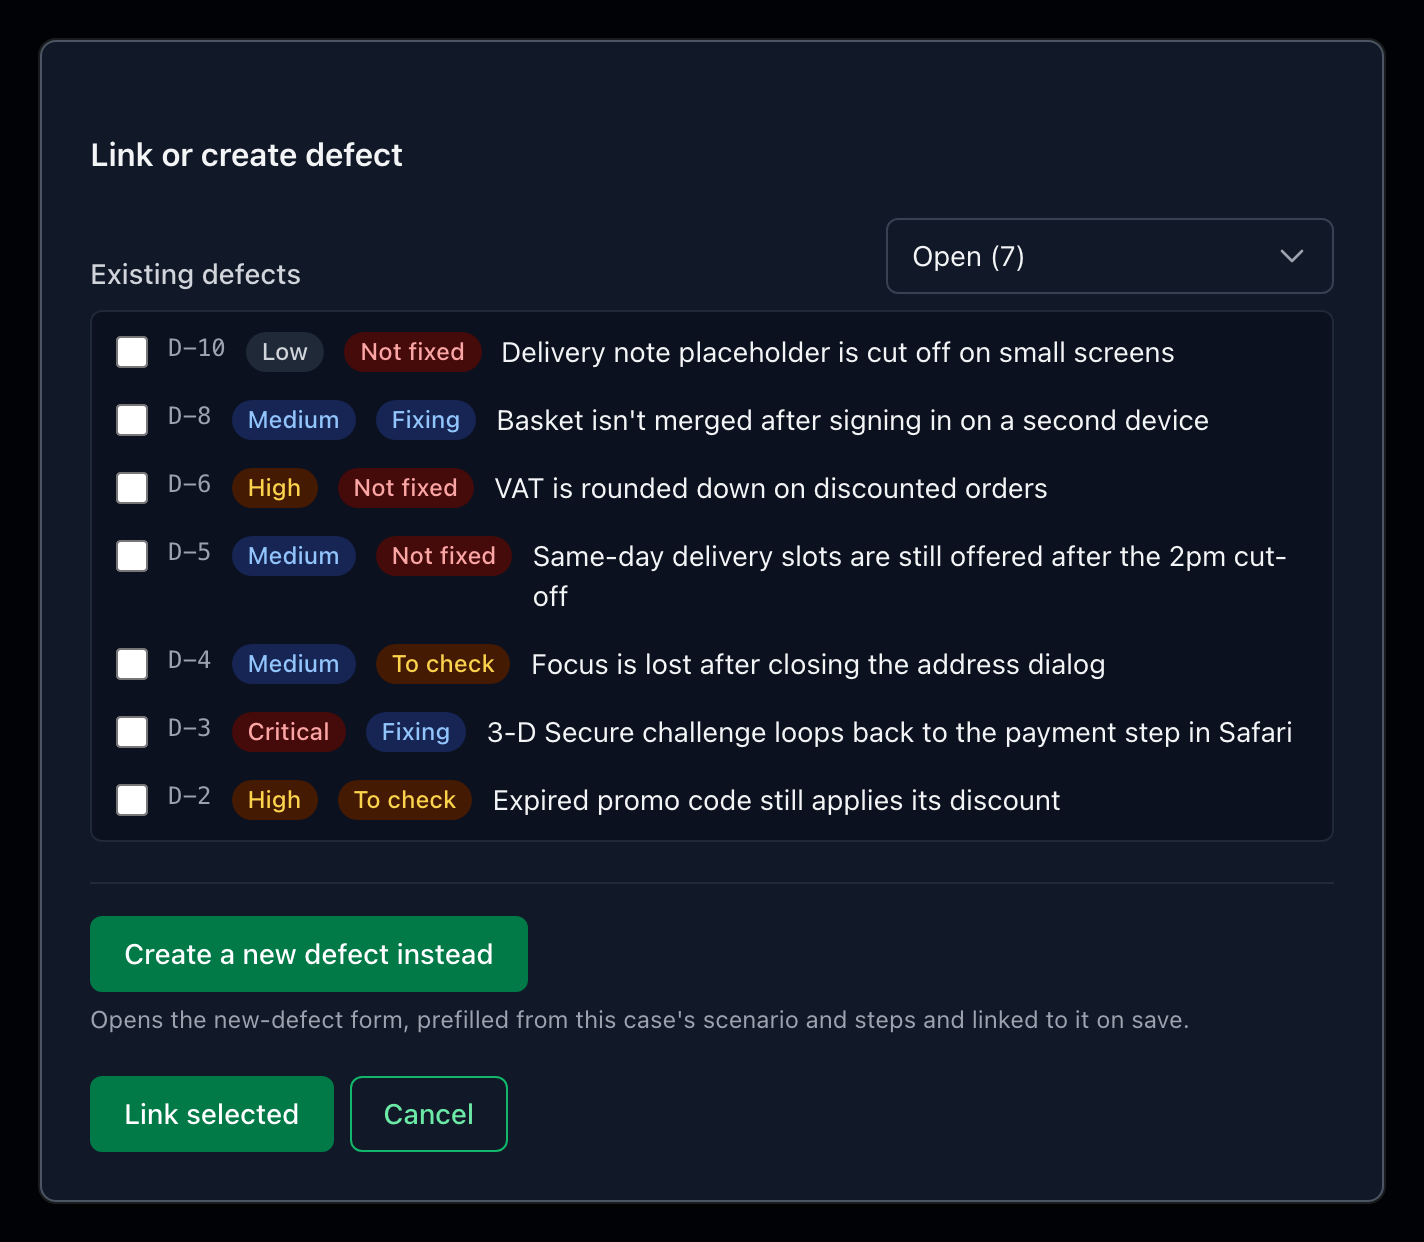 Link or create defect
Existing defects
Open (7)
D-10 Low Not fixed Delivery note placeholder is cut off on small screens
D-8 Medium Fixing Basket isn't merged after signing in on a second device
D-6 High Not fixed VAT is rounded down on discounted orders
D-5 Medium Not fixed Same-day delivery slots are still offered after the 2pm cut-
off
D-4 Medium To check Focus is lost after closing the address dialog
D-3 Critical Fixing 3-D Secure challenge loops back to the payment step in Safari
D-2 High To check Expired promo code still applies its discount
Create a new defect instead
Opens the new-defect form, prefilled from this case's scenario and steps and linked to it on save.
Link selected Cancel